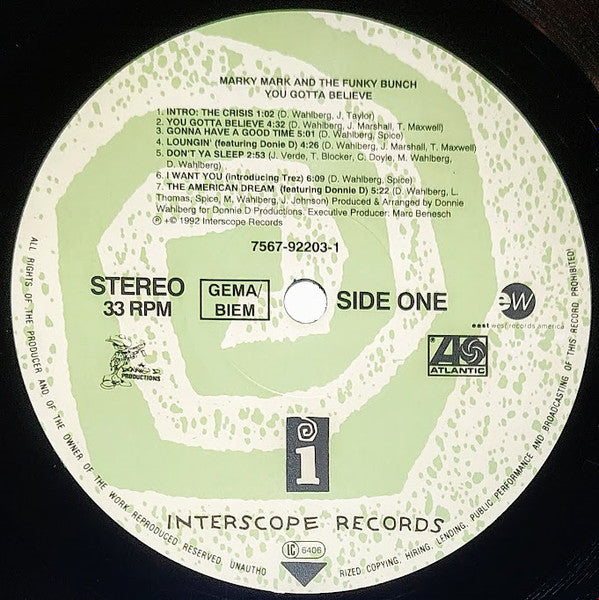 MARKY MARK AND THE FUNKY BUNCH
YOU GOTTA BELIEVE
1. INTRO: THE CRISIS 1:02 (D. Wahlberg, J. Taylor)
2. YOU GOTTA BELIEVE 4:32 (D. Wahlberg, J. Marshall, T. Maxwell)
3. GONNA HAVE A GOOD TIME 5:01 (D. Wahlberg, Spice)
4. LOUNGIN' (featuring Donie D) 4:26 (D. Wahlberg, J. Marshall, T. Maxwell)
5. DON'T YA SLEEP 2:53 (J. Verde, T. Blocker, C. Doyle, M. Wahlberg,
D. Wahlberg)
6. I WANT YOU (introducing Trez) 6:09 (D. Wahlberg, Spice)
7. THE AMERICAN DREAM (featuring Donnie D) 5:22 (D. Wahlberg, L.
Thomas, Spice, M. Wahlberg, J. Johnson) Produced & Arranged by Donnie
Wahlberg for Donnie D Productions. Executive Producer: Marc Benesch
℗+© 1992 Interscope Records
7567-92203-1
STEREO
33 RPM
GEMA/
BIEM
SIDE ONE
ew
east west records america
DONNIE D
PRODUCTIONS
ATLANTIC
i
INTERSCOPE RECORDS
LC 6406
ALL RIGHTS OF THE PRODUCER AND OF THE OWNER OF THE WORK REPRODUCED RESERVED. UNAUTHO RIZED COPYING, HIRING, LENDING, PUBLIC PERFORMANCE AND BROADCASTING OF THIS RECORD PROHIBITED!